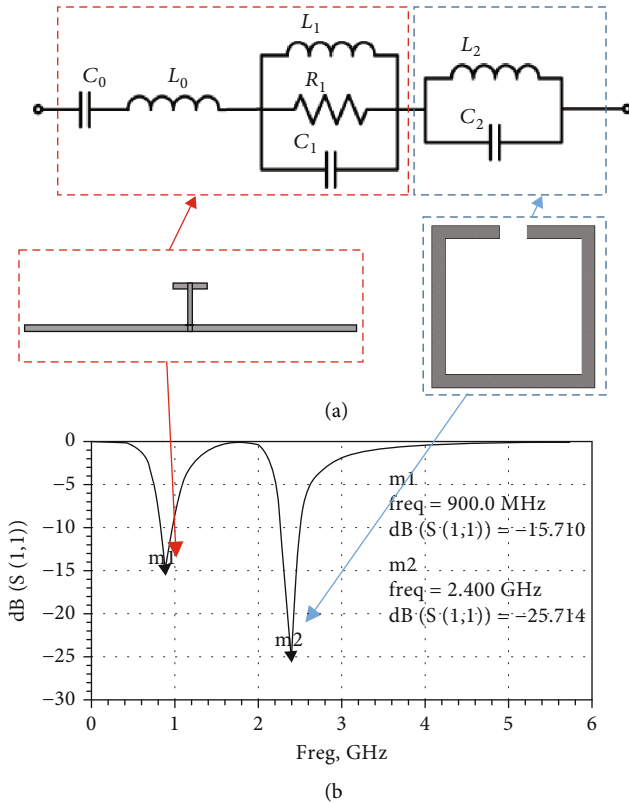 L₁
L₂
C₀
L₀
R₁
C₂
C₁
(a)
0
−5
−10
−15
−20
−25
−30
dB (S (1,1))
m1
m2
m1
freq = 900.0 MHz
dB (S (1,1)) = −15.710
m2
freq = 2.400 GHz
dB (S (1,1)) = −25.714
0 1 2 3 4 5 6
Freg, GHz
(b)